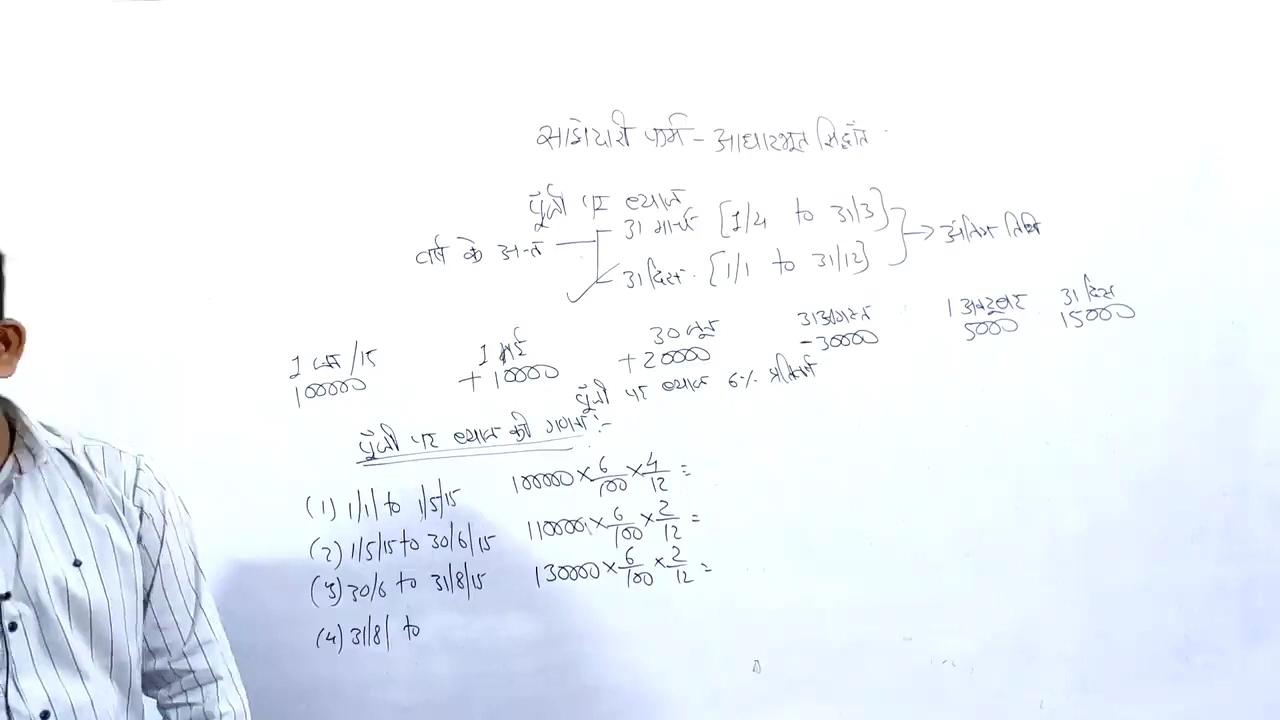 साझेदारी फर्म - आधारभूत सिद्धांत
पूँजी पर ब्याज
वर्ष के अन्त
31 मार्च [1/4 to 31/3]
31 दिस. [1/1 to 31/12]
→ अंतिम तिथि
1 जन/15 1 मई 30 जून 31 अगस्त 1 अक्टूबर 31 दिस
100000 +10000 +20000 -30000 5000 15000
पूँजी पर ब्याज 6% प्रतिवर्ष
पूँजी पर ब्याज की गणना :-
(1) 1/1/ to 1/5/15 100000 × 6/100 × 4/12 =
(2) 1/5/15 to 30/6/15 110000 × 6/100 × 2/12 =
(3) 30/6 to 31/8/15 130000 × 6/100 × 2/12 =
(4) 31/8/ to